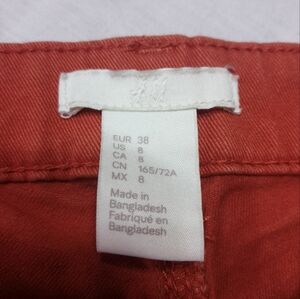 H&M
EUR 38
US 8
CA 8
CN 165/72A
MX 8
Made in
Bangladesh
Fabriqué en
Bangladesh